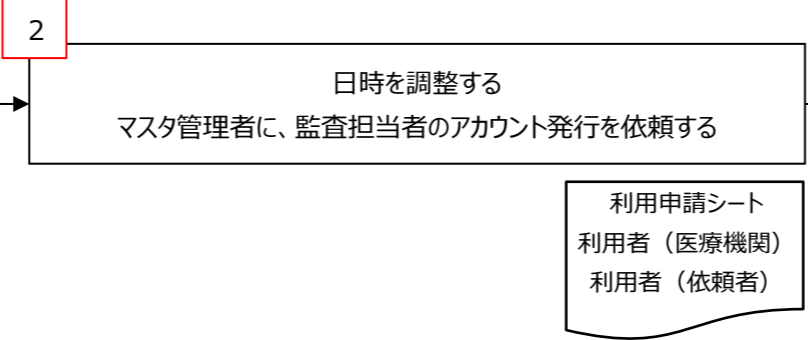 2
日時を調整する
マスタ管理者に、監査担当者のアカウント発行を依頼する
利用申請シート
利用者（医療機関）
利用者（依頼者）